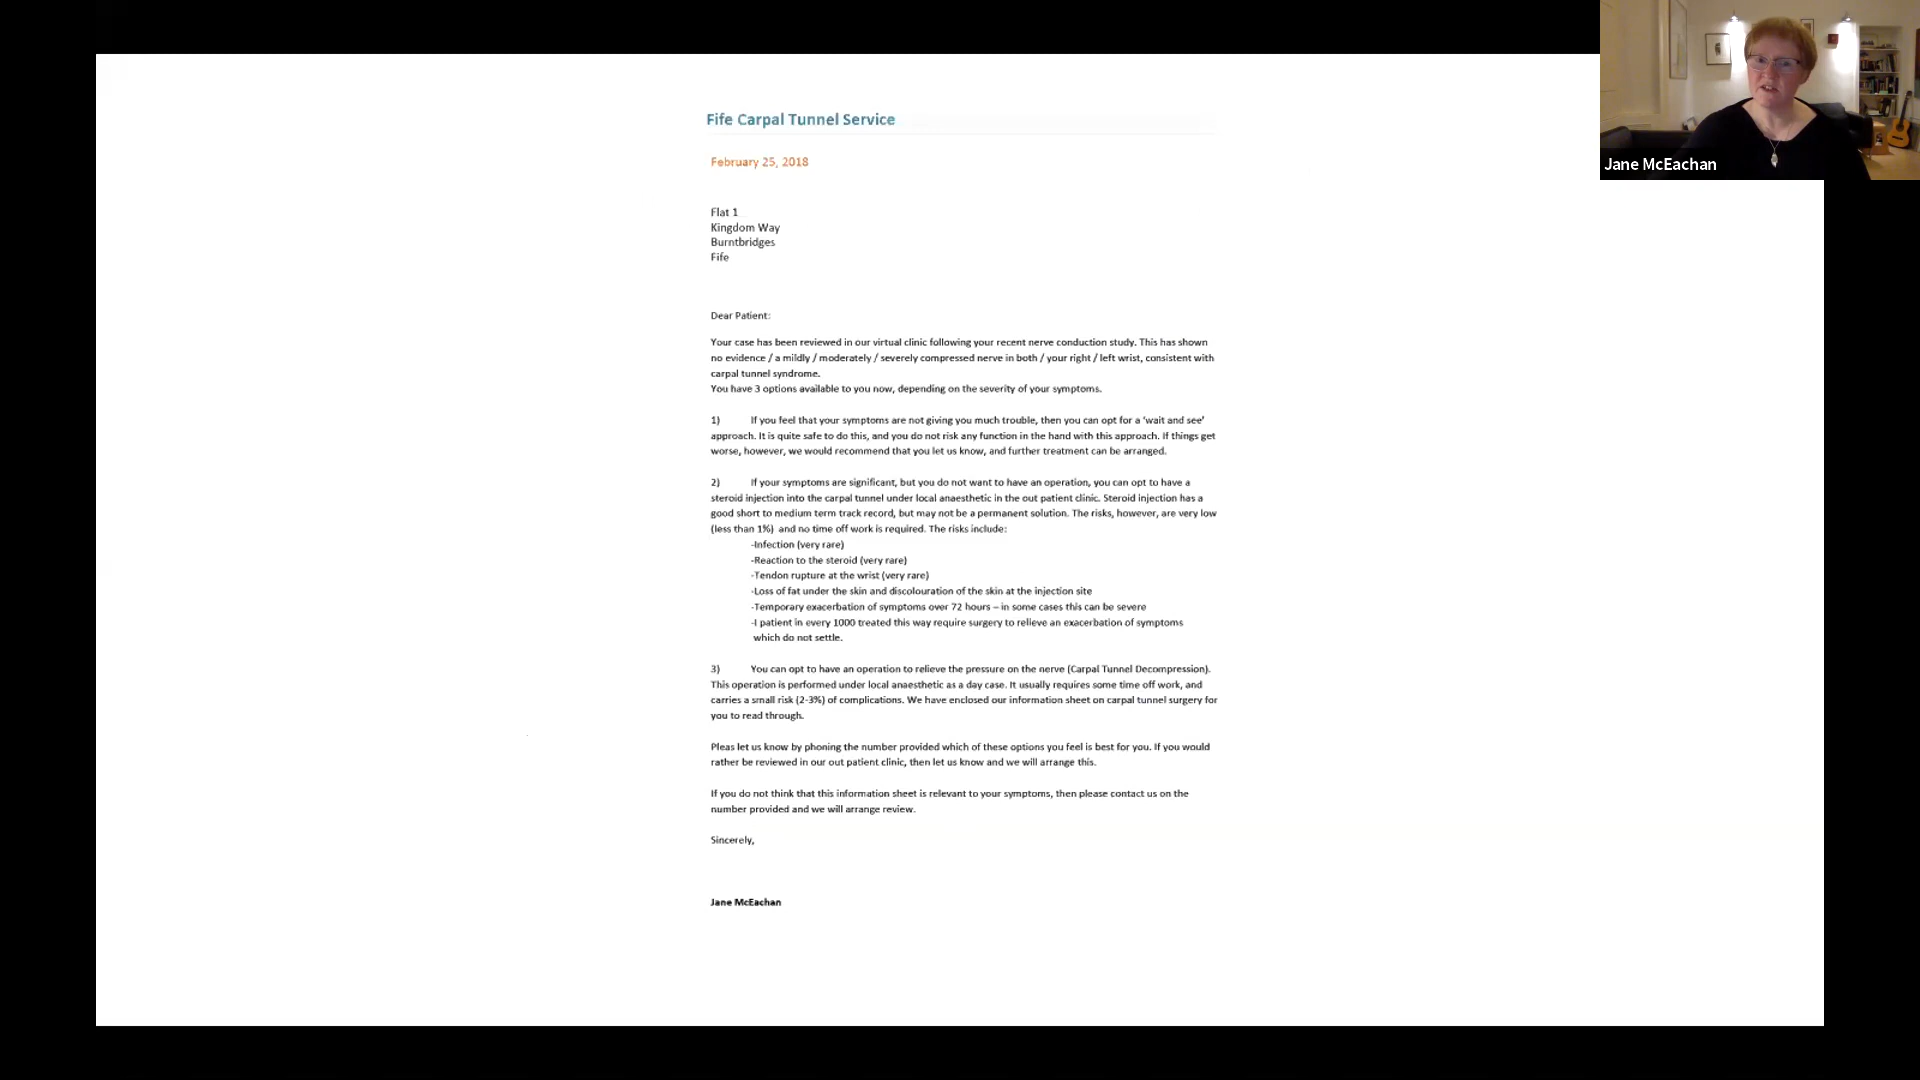 Fife Carpal Tunnel Service
February 25, 2018
Flat 1
Kingdom Way
Burntbridges
Fife
Dear Patient:
Your case has been reviewed in our virtual clinic following your recent nerve conduction study. This has shown
no evidence / a mildly / moderately / severely compressed nerve in both / your right / left wrist, consistent with
carpal tunnel syndrome.
You have 3 options available to you now, depending on the severity of your symptoms.
1) If you feel that your symptoms are not giving you much trouble, then you can opt for a ‘wait and see’
approach. It is quite safe to do this, and you do not risk any function in the hand with this approach. If things get
worse, however, we would recommend that you let us know, and further treatment can be arranged.
2) If your symptoms are significant, but you do not want to have an operation, you can opt to have a
steroid injection into the carpal tunnel under local anaesthetic in the out patient clinic. Steroid injection has a
good short to medium term track record, but may not be a permanent solution. The risks, however, are very low
(less than 1%) and no time off work is required. The risks include:
-Infection (very rare)
-Reaction to the steroid (very rare)
-Tendon rupture at the wrist (very rare)
-Loss of fat under the skin and discolouration of the skin at the injection site
-Temporary exacerbation of symptoms over 72 hours – in some cases this can be severe
-I patient in every 1000 treated this way require surgery to relieve an exacerbation of symptoms
which do not settle.
3) You can opt to have an operation to relieve the pressure on the nerve (Carpal Tunnel Decompression).
This operation is performed under local anaesthetic as a day case. It usually requires some time off work, and
carries a small risk (2-3%) of complications. We have enclosed our information sheet on carpal tunnel surgery for
you to read through.
Pleas let us know by phoning the number provided which of these options you feel is best for you. If you would
rather be reviewed in our out patient clinic, then let us know and we will arrange this.
If you do not think that this information sheet is relevant to your symptoms, then please contact us on the
number provided and we will arrange review.
Sincerely,
Jane McEachan
Jane McEachan